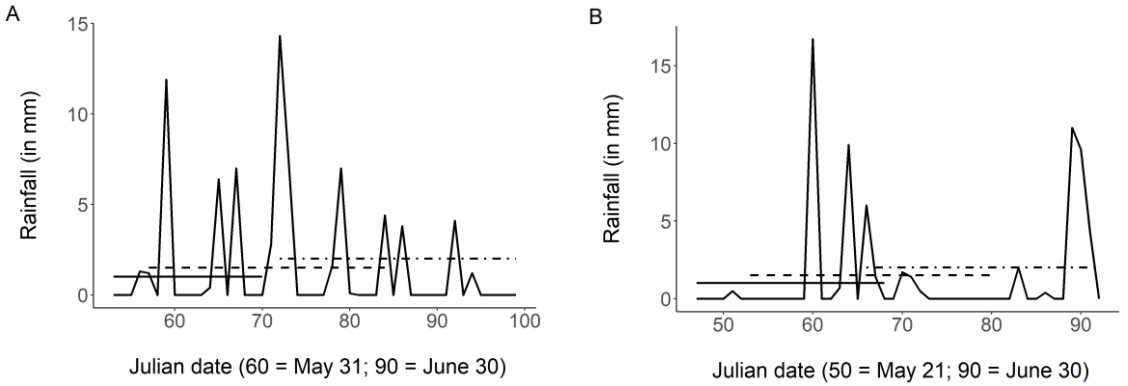 A
Rainfall (in mm)
15
10
5
0
60 70 80 90 100
Julian date (60 = May 31; 90 = June 30)
B
Rainfall (in mm)
15
10
5
0
50 60 70 80 90
Julian date (50 = May 21; 90 = June 30)